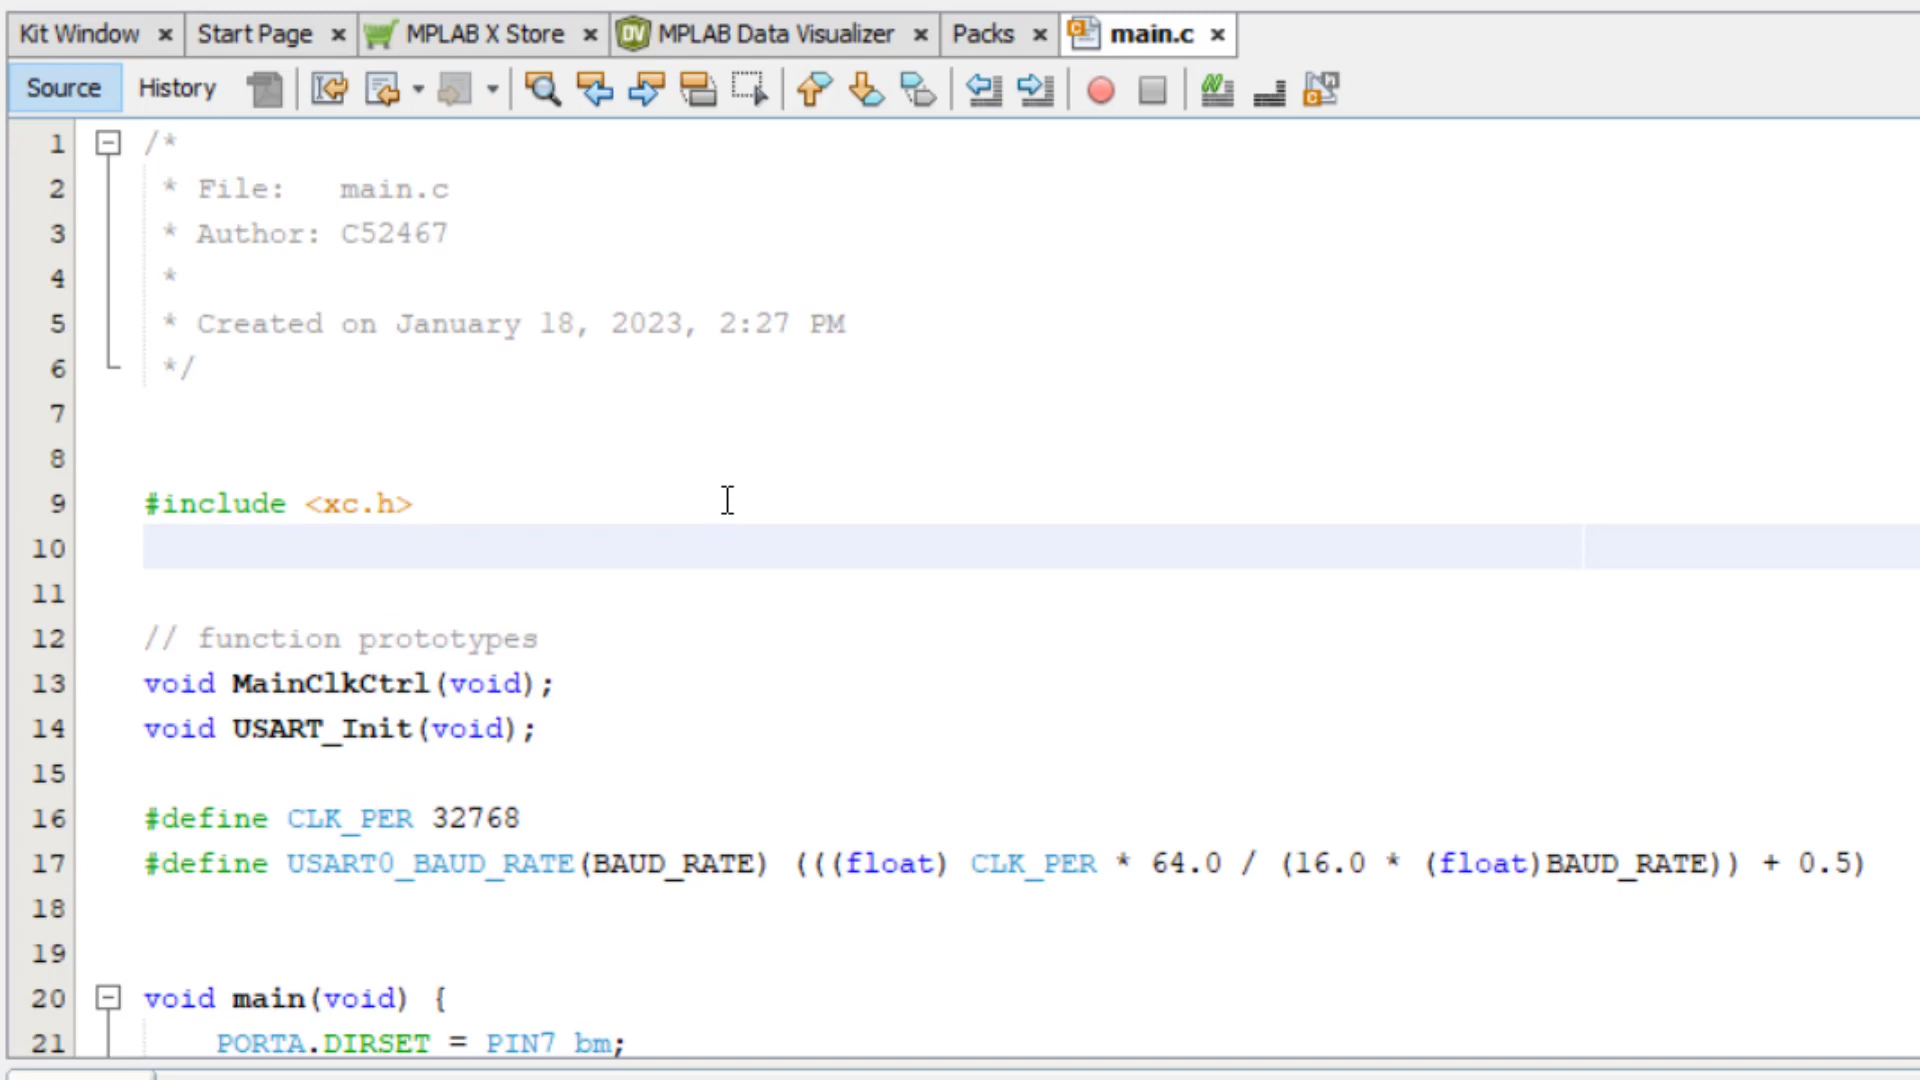 Kit Window × Start Page × MPLAB X Store × MPLAB Data Visualizer × Packs × main.c ×
Source History
1 /*
2 * File: main.c
3 * Author: C52467
4 *
5 * Created on January 18, 2023, 2:27 PM
6 */
7
8
9 #include <xc.h>
10
11
12 // function prototypes
13 void MainClkCtrl(void);
14 void USART_Init(void);
15
16 #define CLK_PER 32768
17 #define USART0_BAUD_RATE(BAUD_RATE) (((float) CLK_PER * 64.0 / (16.0 * (float)BAUD_RATE)) + 0.5)
18
19
20 void main(void) {
21 PORTA.DIRSET = PIN7_bm;